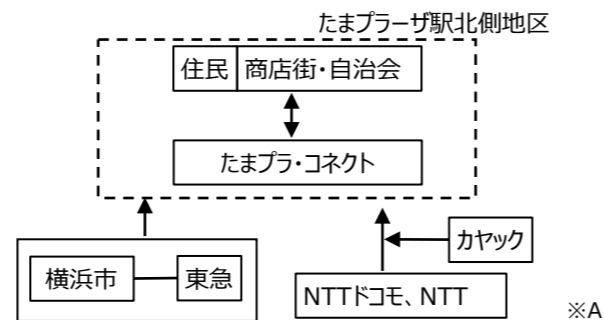 たまプラーザ駅北側地区
住民 商店街・自治会
たまプラ・コネクト
カヤック
横浜市 東急
NTTドコモ、NTT
※A